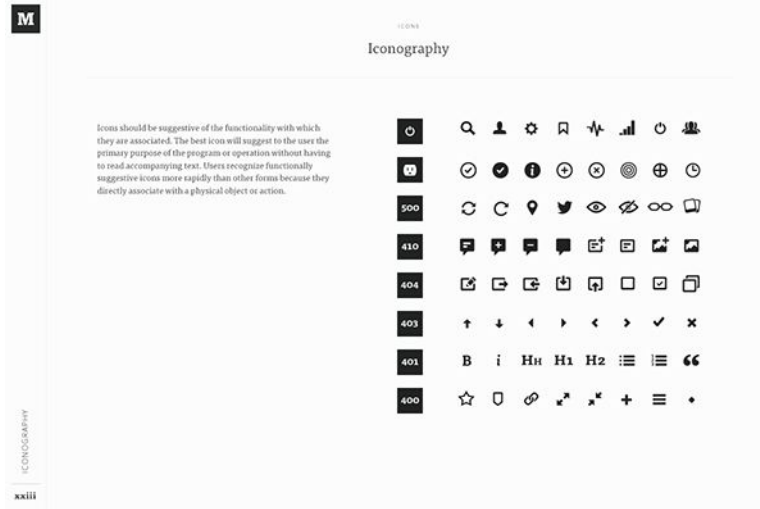 M
ICONS
Iconography
Icons should be suggestive of the functionality with which
they are associated. The best icon will suggest to the user the
primary purpose of the program or operation without having
to read accompanying text. Users recognize functionally
suggestive icons more rapidly than other forms because they
directly associate with a physical object or action.
500
410
404
403
401
B i HH H1 H2
400
ICONOGRAPHY
xxiii